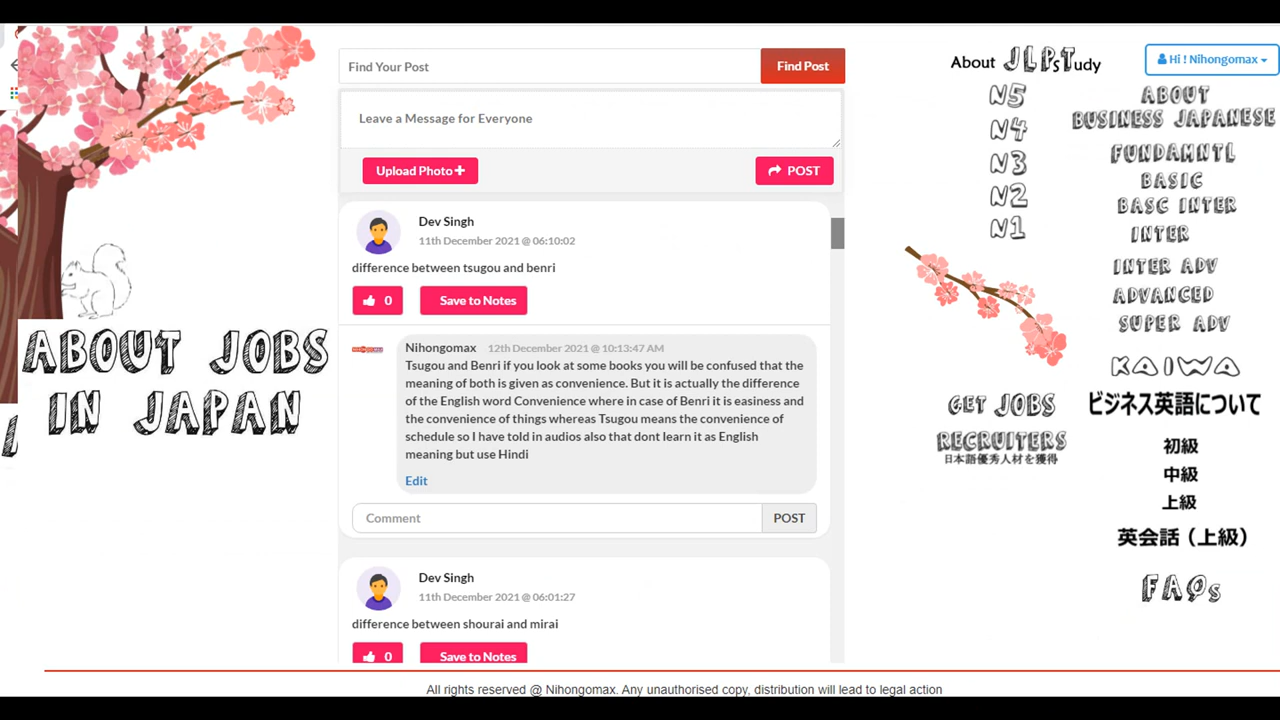 Find Your Post
Find Post
Leave a Message for Everyone
Upload Photo
POST
Dev Singh
11th December 2021 @ 06:10:02
difference between tsugou and benri
0
Save to Notes
Nihongomax 12th December 2021 @ 10:13:47 AM
Tsugou and Benri if you look at some books you will be confused that the
meaning of both is given as convenience. But it is actually the difference
of the English word Convenience where in case of Benri it is easiness and
the convenience of things whereas Tsugou means the convenience of
schedule so I have told in audios also that dont learn it as English
meaning but use Hindi
Edit
Comment
POST
Dev Singh
11th December 2021 @ 06:01:27
difference between shourai and mirai
0
Save to Notes
ABOUT JOBS
IN JAPAN
About JLPsTudy
N5
N4
N3
N2
N1
GET JOBS
RECRUITERS
日本語優秀人材を獲得
Hi ! Nihongomax
ABOUT
BUSINESS JAPANESE
FUNDAMNTL
BASIC
BASC INTER
INTER
INTER ADV
ADVANCED
SUPER ADV
KAIWA
ビジネス英語について
初級
中級
上級
英会話（上級）
FAQs
All rights reserved @ Nihongomax. Any unauthorised copy, distribution will lead to legal action